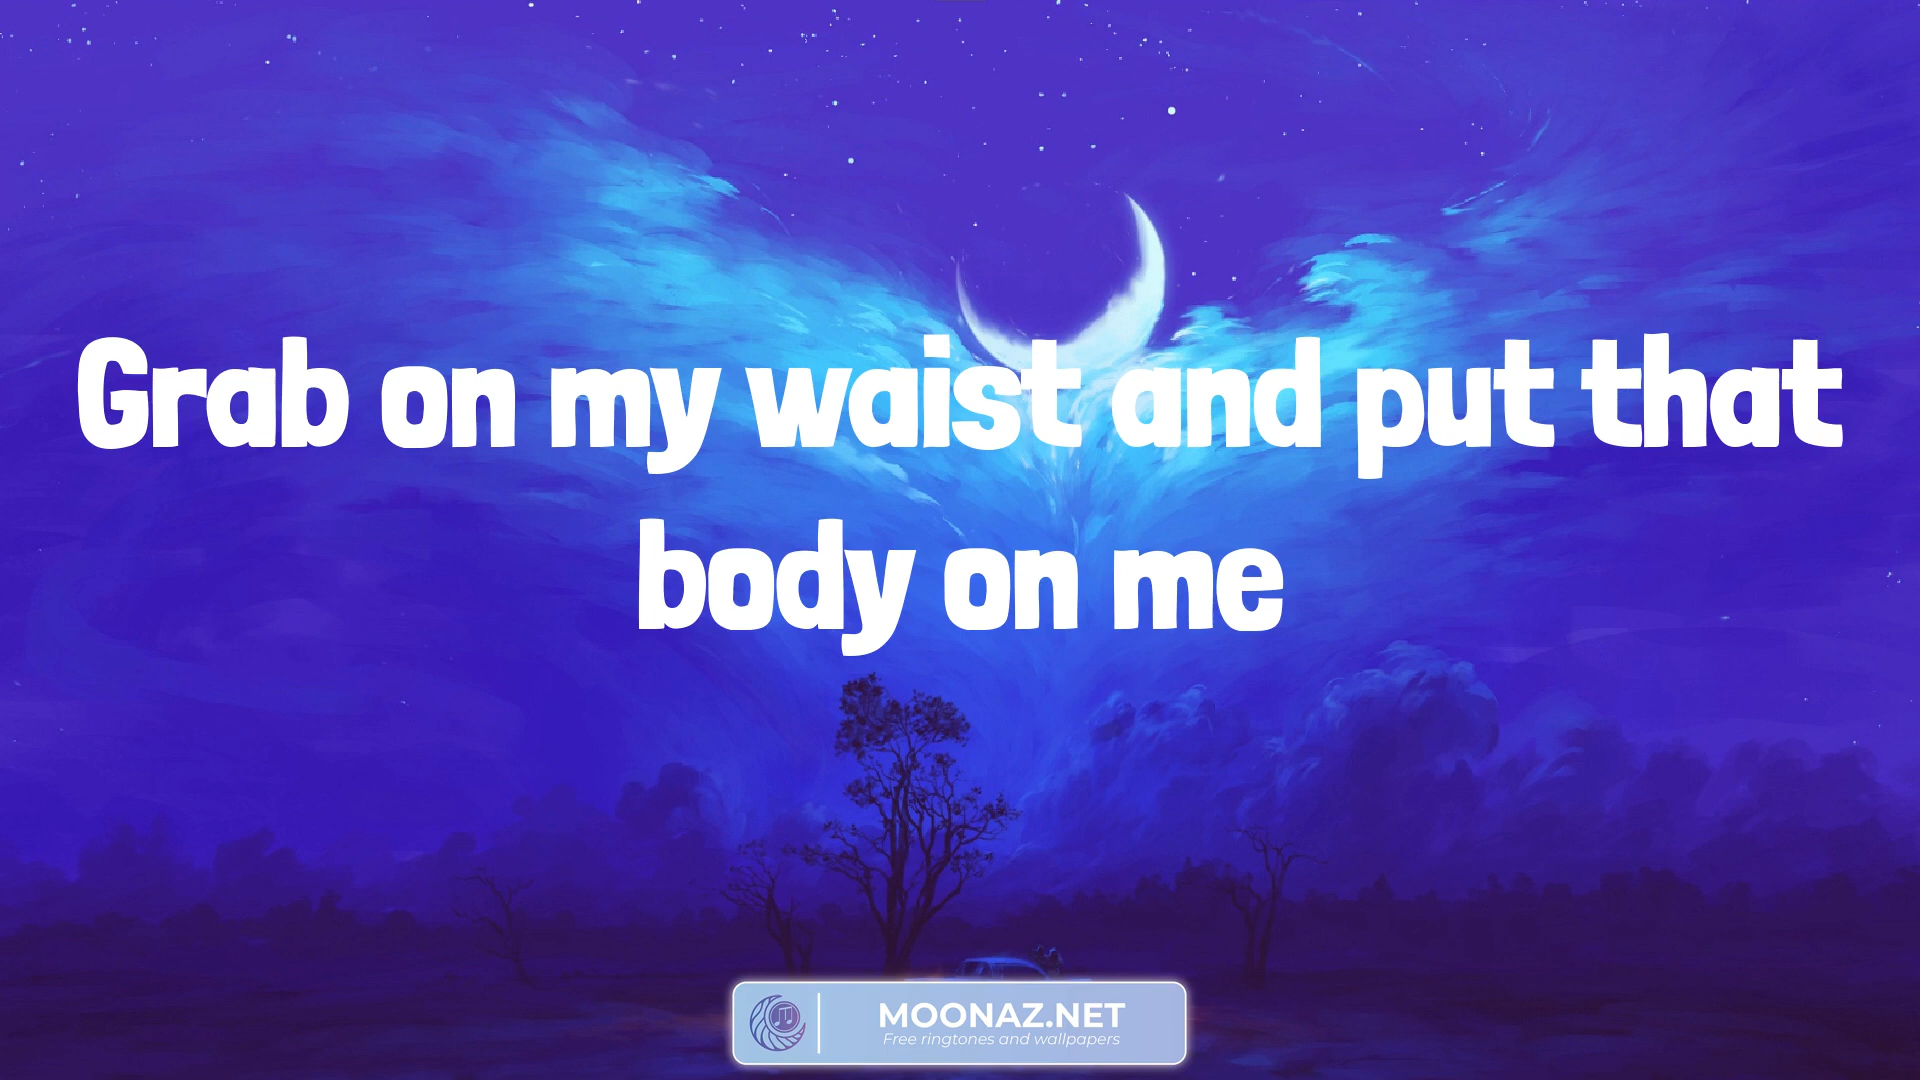 Grab on my waist and put that
body on me
MOONAZ.NET
Free ringtones and wallpapers